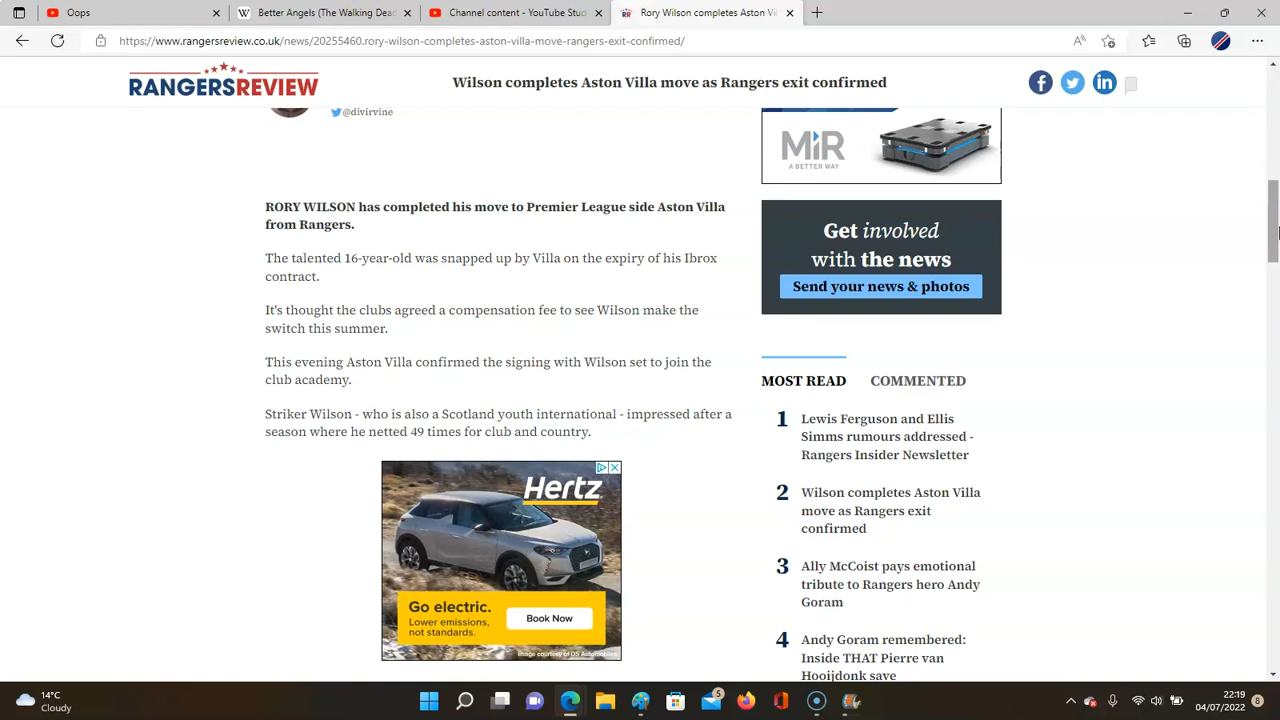 Oops
Better Angels (The Walking Dead
Channel content - YouTube Stud
Rory Wilson completes Aston Vil
https://www.rangersreview.co.uk/news/20255460.rory-wilson-completes-aston-villa-move-rangers-exit-confirmed/
RANGERSREVIEW
Wilson completes Aston Villa move as Rangers exit confirmed
@divirvine
MiR
A BETTER WAY
RORY WILSON has completed his move to Premier League side Aston Villa
from Rangers.
The talented 16-year-old was snapped up by Villa on the expiry of his Ibrox
contract.
It's thought the clubs agreed a compensation fee to see Wilson make the
switch this summer.
This evening Aston Villa confirmed the signing with Wilson set to join the
club academy.
Striker Wilson - who is also a Scotland youth international - impressed after a
season where he netted 49 times for club and country.
Hertz
Go electric.
Lower emissions,
not standards.
Book Now
Image courtesy of DS Automobiles
Get involved
with the news
Send your news & photos
MOST READ COMMENTED
1 Lewis Ferguson and Ellis
Simms rumours addressed -
Rangers Insider Newsletter
2 Wilson completes Aston Villa
move as Rangers exit
confirmed
3 Ally McCoist pays emotional
tribute to Rangers hero Andy
Goram
4 Andy Goram remembered:
Inside THAT Pierre van
Hooijdonk save
14°C
Cloudy
5
22:19
04/07/2022
8